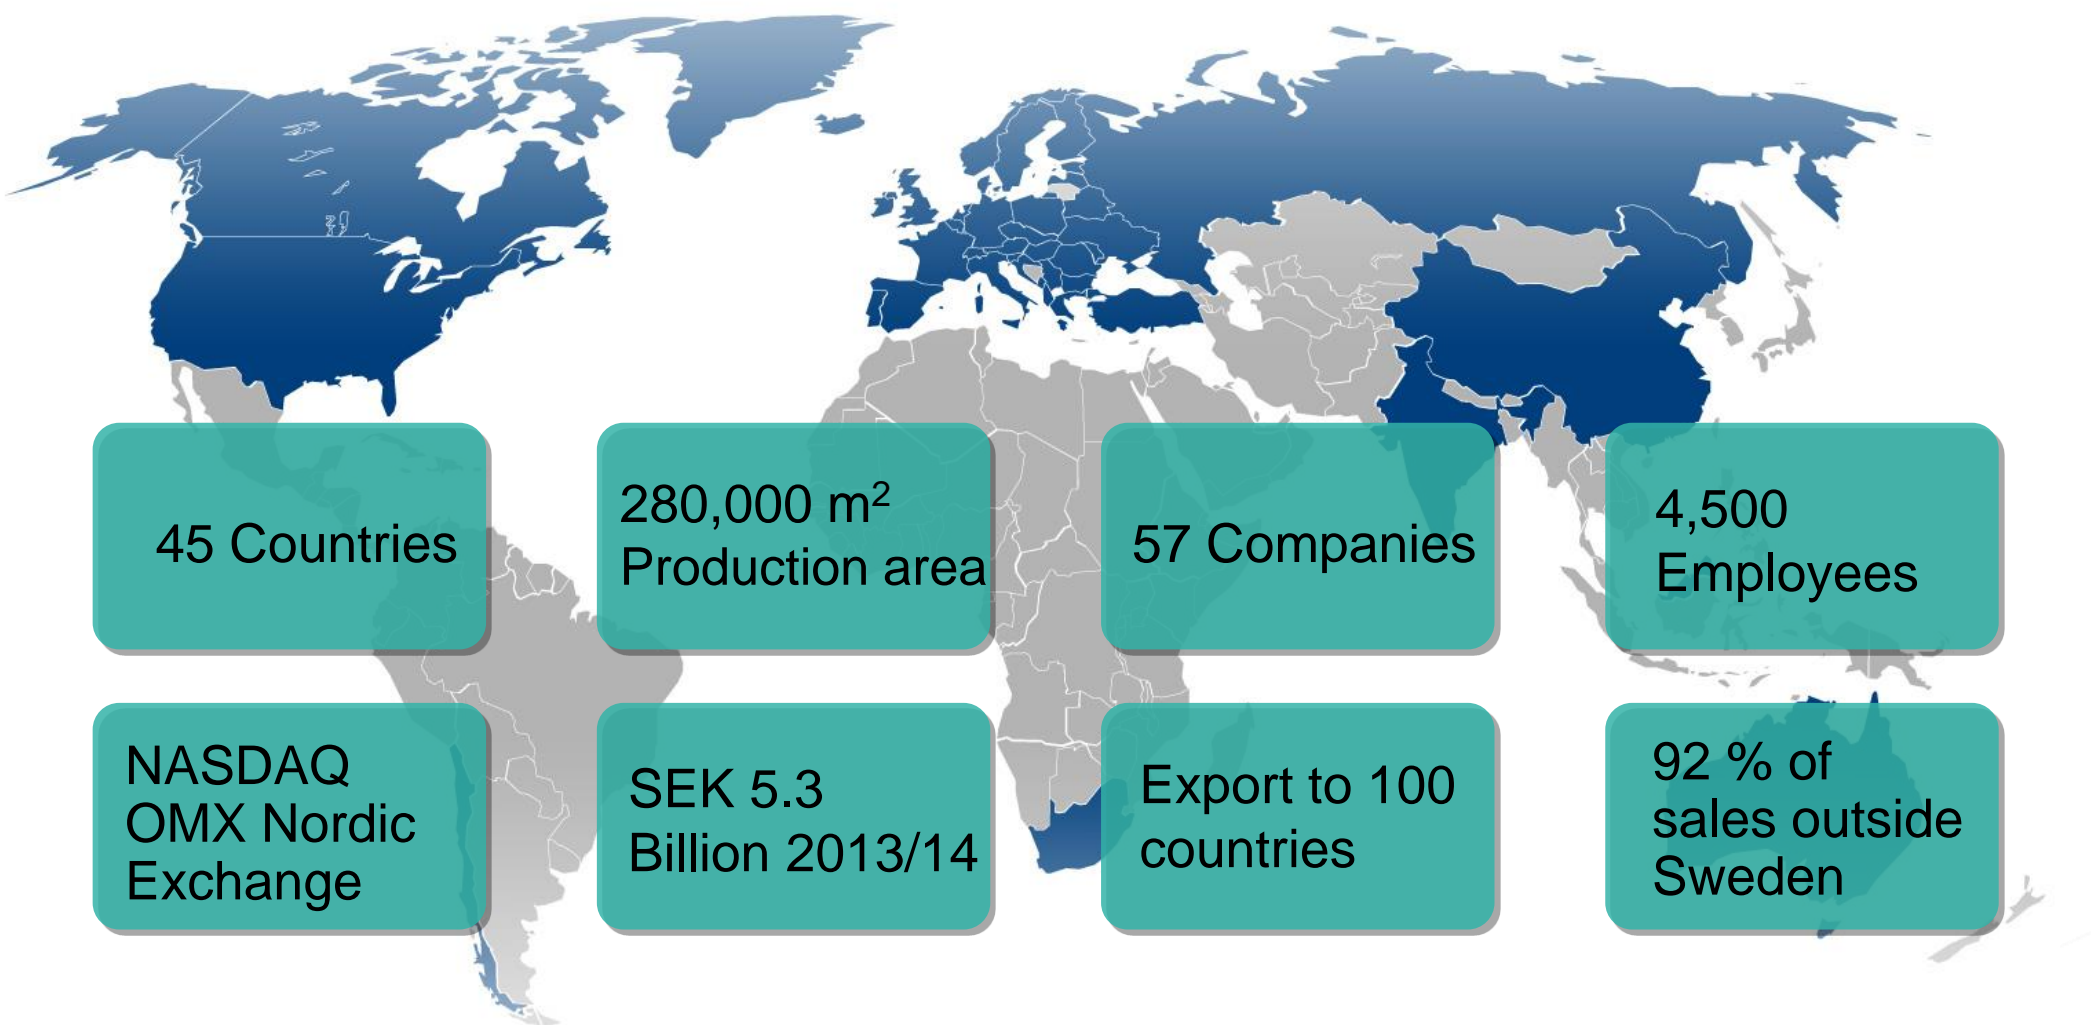 45 Countries
280,000 m²
Production area
57 Companies
4,500
Employees
NASDAQ
OMX Nordic
Exchange
SEK 5.3
Billion 2013/14
Export to 100
countries
92 % of
sales outside
Sweden